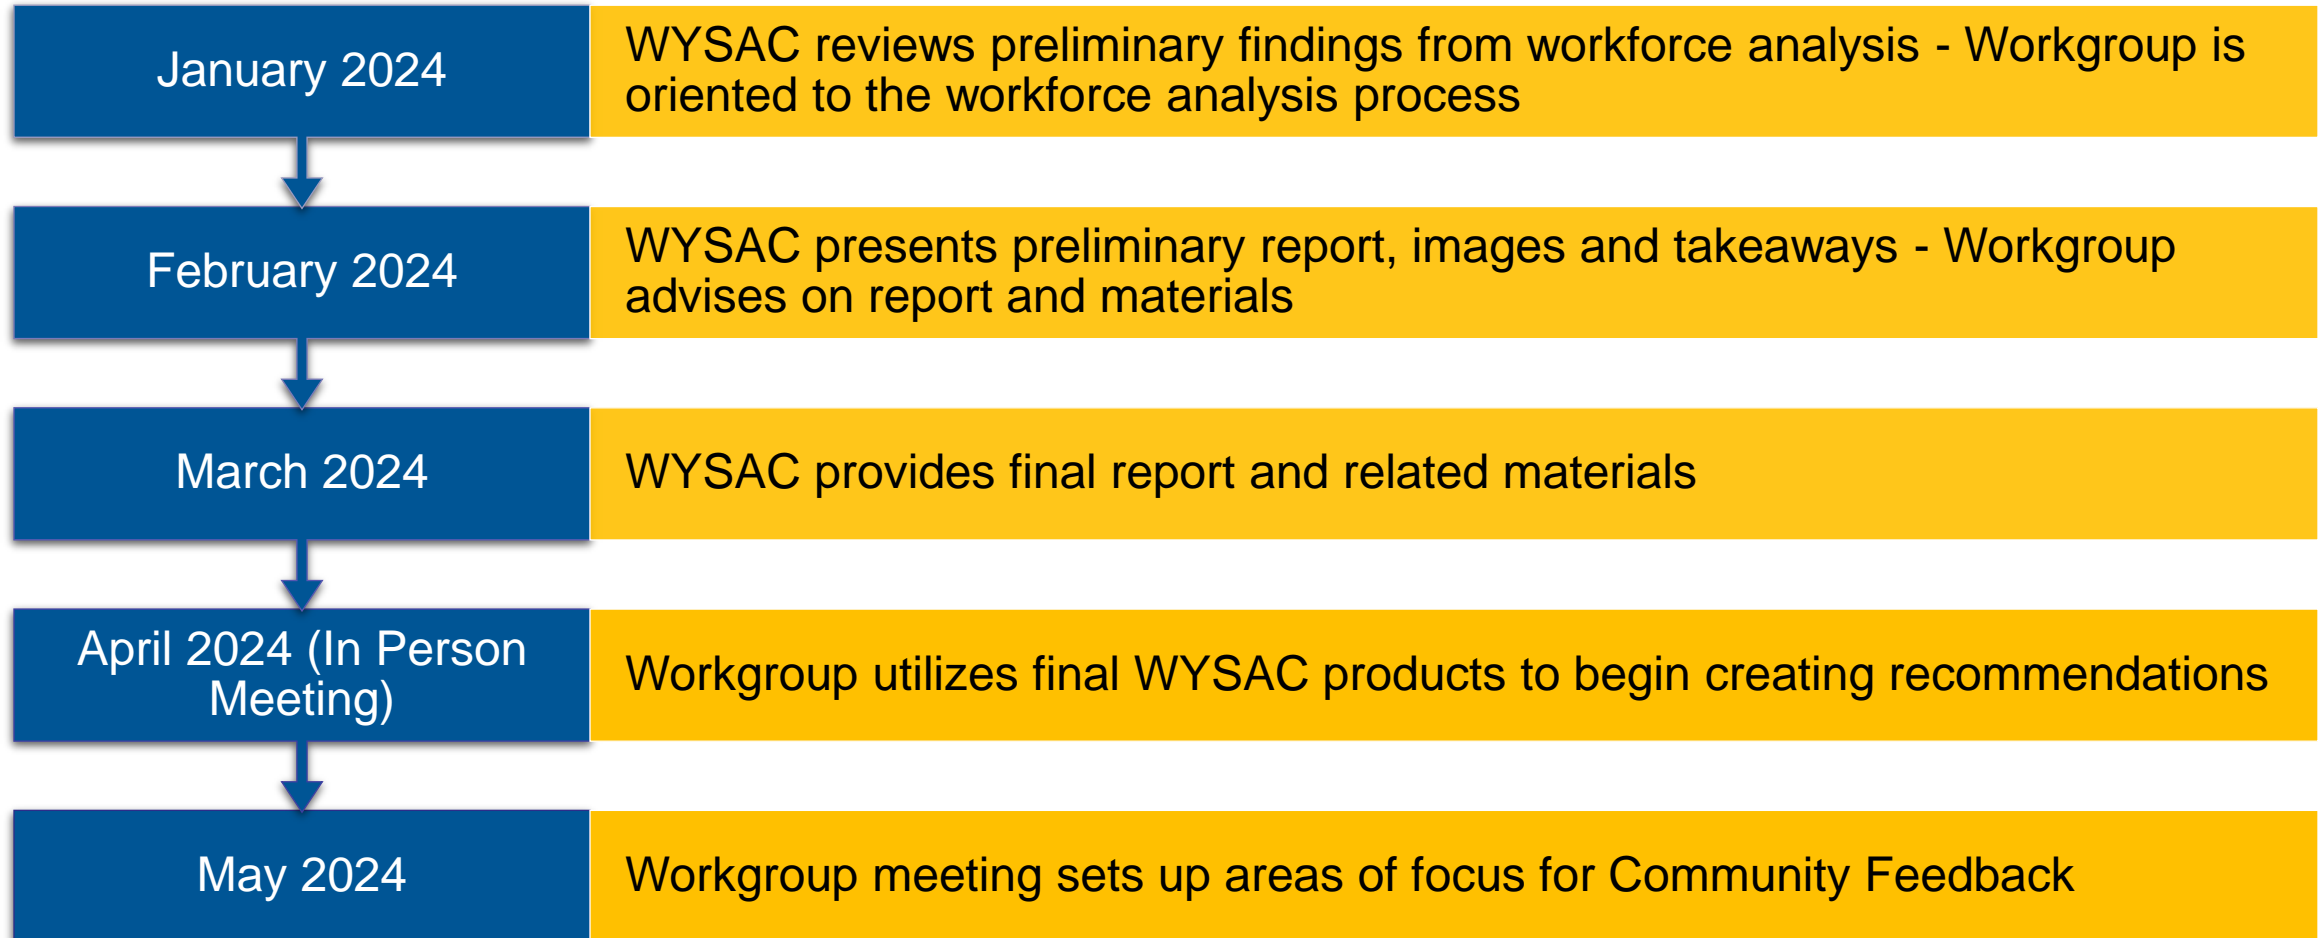 January 2024
WYSAC reviews preliminary findings from workforce analysis - Workgroup is
oriented to the workforce analysis process
February 2024
WYSAC presents preliminary report, images and takeaways - Workgroup
advises on report and materials
March 2024
WYSAC provides final report and related materials
April 2024 (In Person
Meeting)
Workgroup utilizes final WYSAC products to begin creating recommendations
May 2024
Workgroup meeting sets up areas of focus for Community Feedback